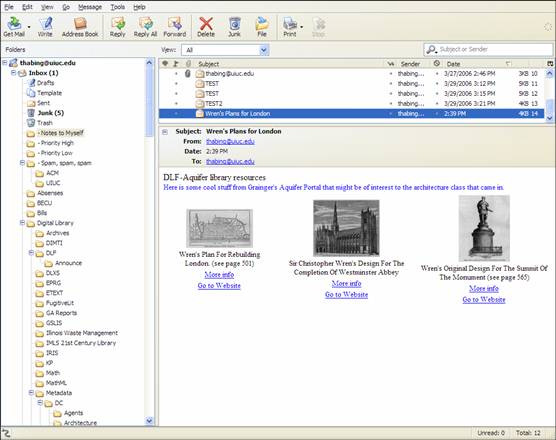 File Edit View Go Message Tools Help
Get Mail Write Address Book Reply Reply All Forward Delete Junk File Print Stop
Folders
View: All
Subject or Sender
thabing@uiuc.edu
Inbox (1)
Drafts
Template
Sent
Junk (5)
Trash
- Notes to Myself
- Priority High
- Priority Low
- Spam, spam, spam
ACM
UIUC
Absenses
BECU
Bills
Digital Library
Archives
DIMTI
DLF
Announce
DLXS
EPRG
ETEXT
FugitiveLit
GA Reports
GSLIS
Illinois Waste Management
IMLS 21st Century Library
IRIS
KP
Math
MathML
Metadata
DC
Agents
Architecture
Subject Sender Date
thabing@uiuc.edu thabing... 3/27/2006 2:46 PM 3KB 10
TEST thabing... 3/29/2006 3:15 PM 5KB 11
TEST thabing... 3/29/2006 3:15 PM 5KB 12
TEST2 thabing... 3/29/2006 3:21 PM 4KB 13
Wren's Plans for London thabing... 2:39 PM 4KB 14
Subject: Wren's Plans for London
From: thabing@uiuc.edu
Date: 2:39 PM
To: thabing@uiuc.edu
DLF-Aquifer library resources
Here is some cool stuff from Grainger's Aquifer Portal that might be of interest to the architecture class that came in.
Wren's Plan For Rebuilding
London. (see page 501)
More info
Go to Website
Sir Christopher Wren's Design For The
Completion Of Westminster Abbey
More info
Go to Website
Wren's Original Design For The Summit Of
The Monument (see page 565)
More info
Go to Website
Unread: 0 Total: 12